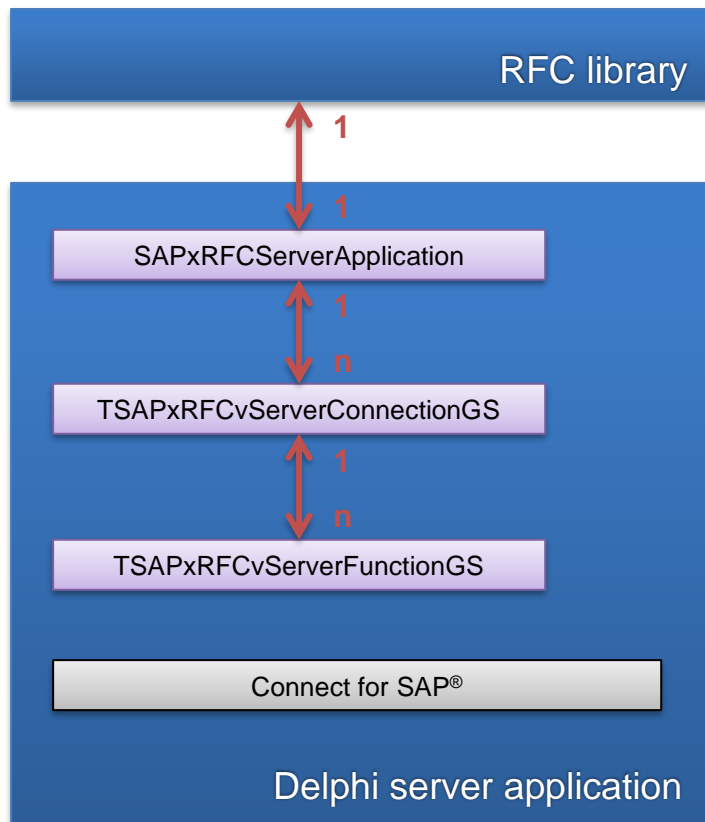 RFC library
1
1
SAPxRFCServerApplication
1
n
TSAPxRFCvServerConnectionGS
1
n
TSAPxRFCvServerFunctionGS
Connect for SAP®
Delphi server application